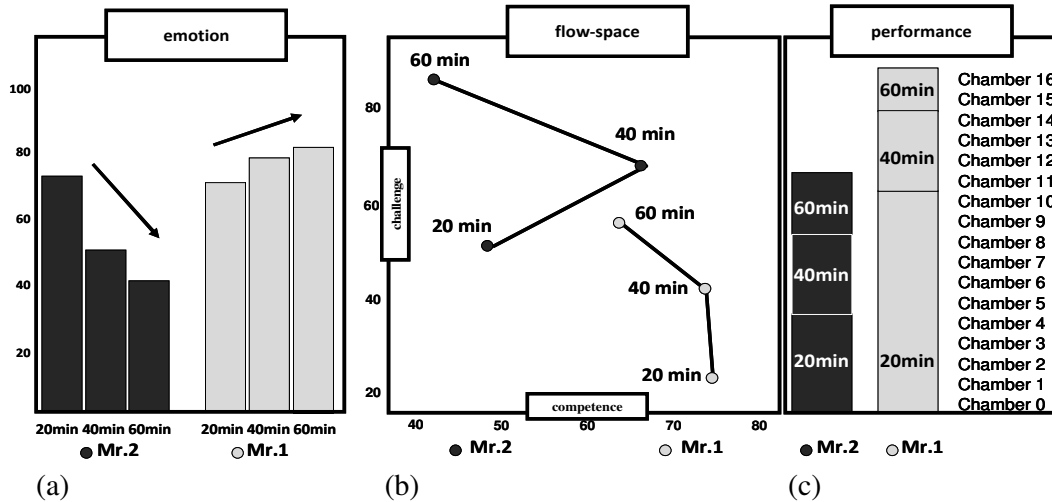 emotion
100
80
60
40
20
20min 40min 60min 20min 40min 60min
Mr.2 Mr.1
(a)
flow-space
60 min
80
40 min
challenge
60
20 min
60 min
40
40 min
20 min
20
competence
40 50 60 70 80
Mr.2 Mr.1
(b)
performance
60min
40min
60min
40min
20min
20min
Chamber 16
Chamber 15
Chamber 14
Chamber 13
Chamber 12
Chamber 11
Chamber 10
Chamber 9
Chamber 8
Chamber 7
Chamber 6
Chamber 5
Chamber 4
Chamber 3
Chamber 2
Chamber 1
Chamber 0
Mr.2 Mr.1
(c)